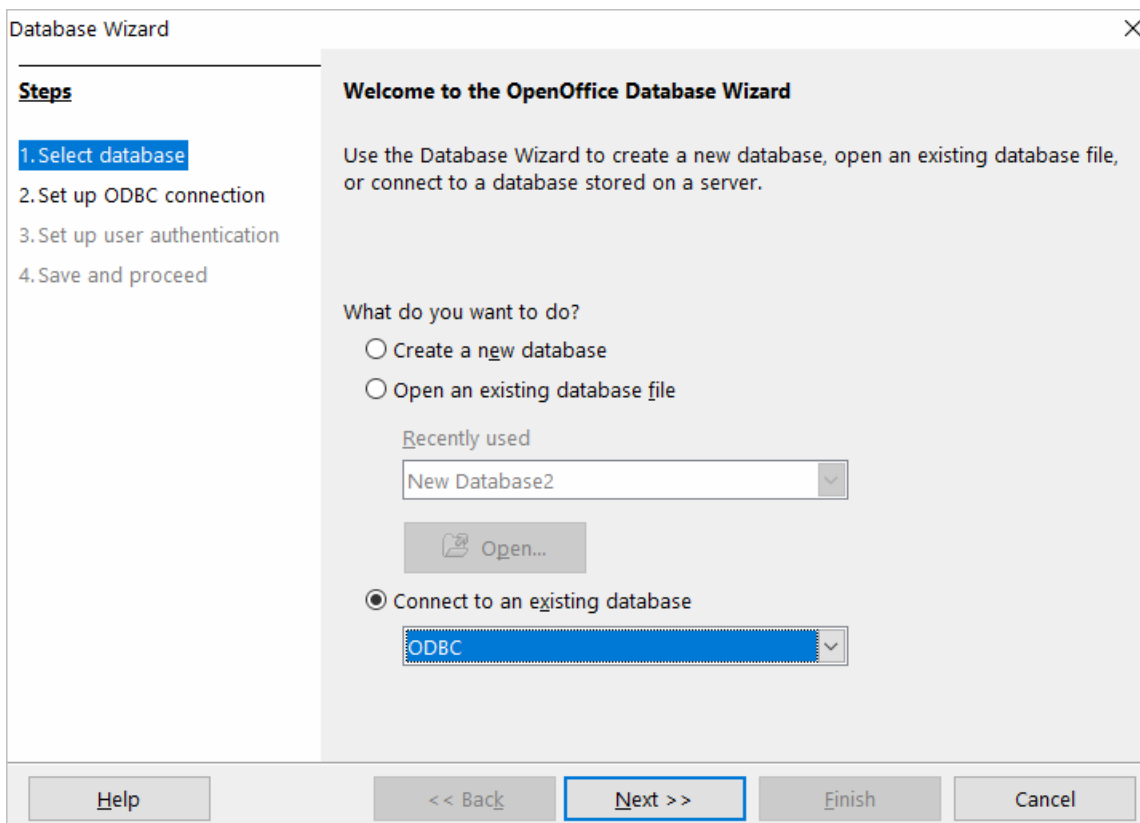 Database Wizard
Steps
1. Select database
2. Set up ODBC connection
3. Set up user authentication
4. Save and proceed
Welcome to the OpenOffice Database Wizard
Use the Database Wizard to create a new database, open an existing database file,
or connect to a database stored on a server.
What do you want to do?
Create a new database
Open an existing database file
Recently used
New Database2
Open...
Connect to an existing database
ODBC
Help
<< Back
Next >>
Finish
Cancel